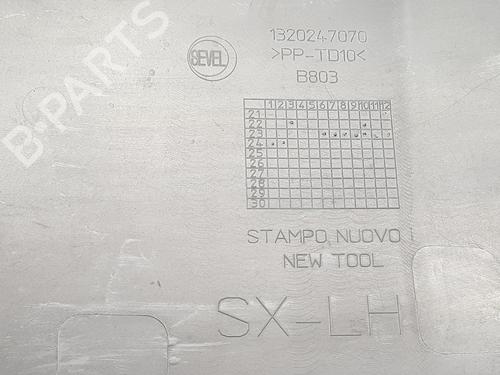 B-PARTS
SEVEL
1320247070
>PP-TD10<
B803
1 2 3 4 5 6 7 8 9 10 11 12
21
22
23
24
25
26
27
28
29
30
STAMPO NUOVO
NEW TOOL
SX-LH